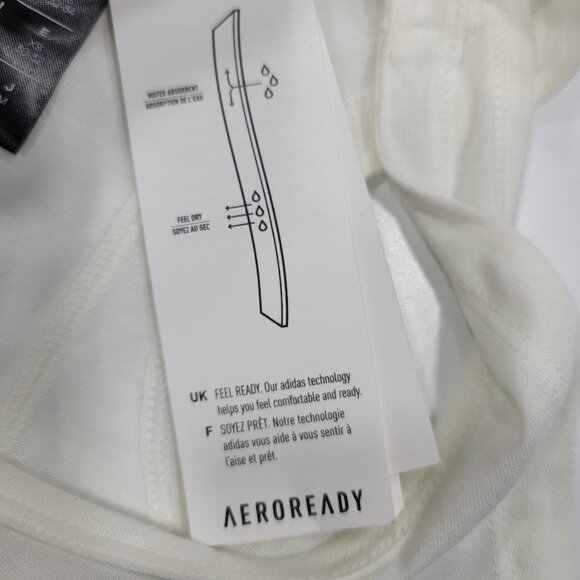 WATER ABSORBENT
ABSORPTION DE L'EAU
FEEL DRY
SOYEZ AU SEC
UK FEEL READY. Our adidas technology
helps you feel comfortable and ready.
F SOYEZ PRÊT. Notre technologie
adidas vous aide à vous sentir à
l'aise et prêt.
AEROREADY